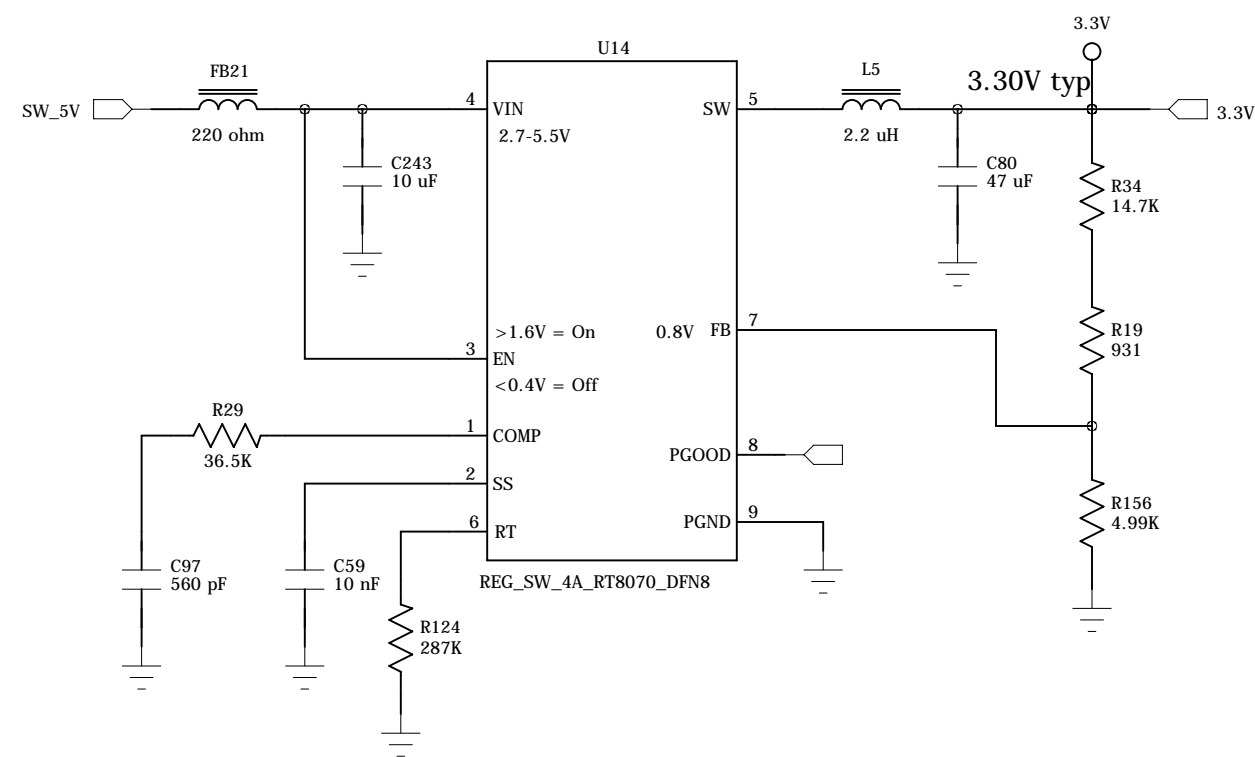 3.3V
U14
FB21
L5
3.30V typ
SW_5V
4
VIN
SW
5
3.3V
220 ohm
2.7-5.5V
2.2 uH
C243
10 uF
C80
47 uF
R34
14.7K
>1.6V = On
0.8V
FB
7
R19
931
3
EN
<0.4V = Off
R29
36.5K
1
COMP
PGOOD
8
2
SS
R156
4.99K
6
RT
PGND
9
C97
560 pF
C59
10 nF
REG_SW_4A_RT8070_DFN8
R124
287K